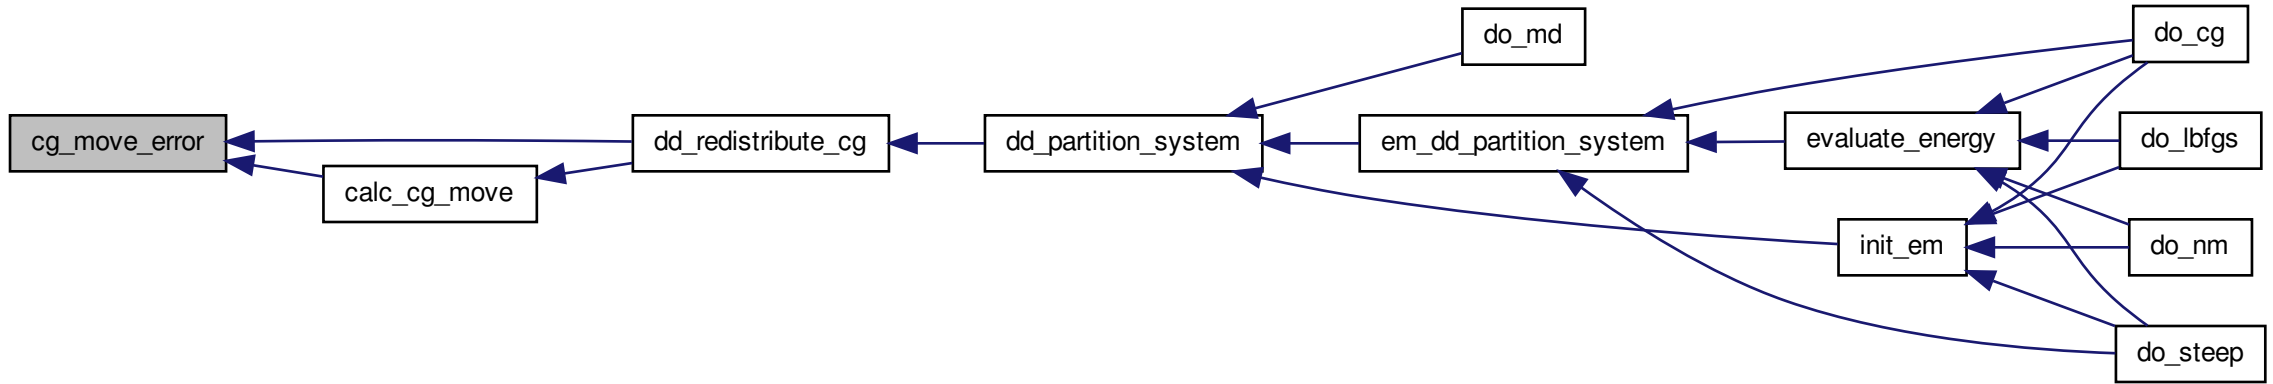 cg_move_error
calc_cg_move
dd_redistribute_cg
dd_partition_system
do_md
em_dd_partition_system
evaluate_energy
init_em
do_cg
do_lbfgs
do_nm
do_steep